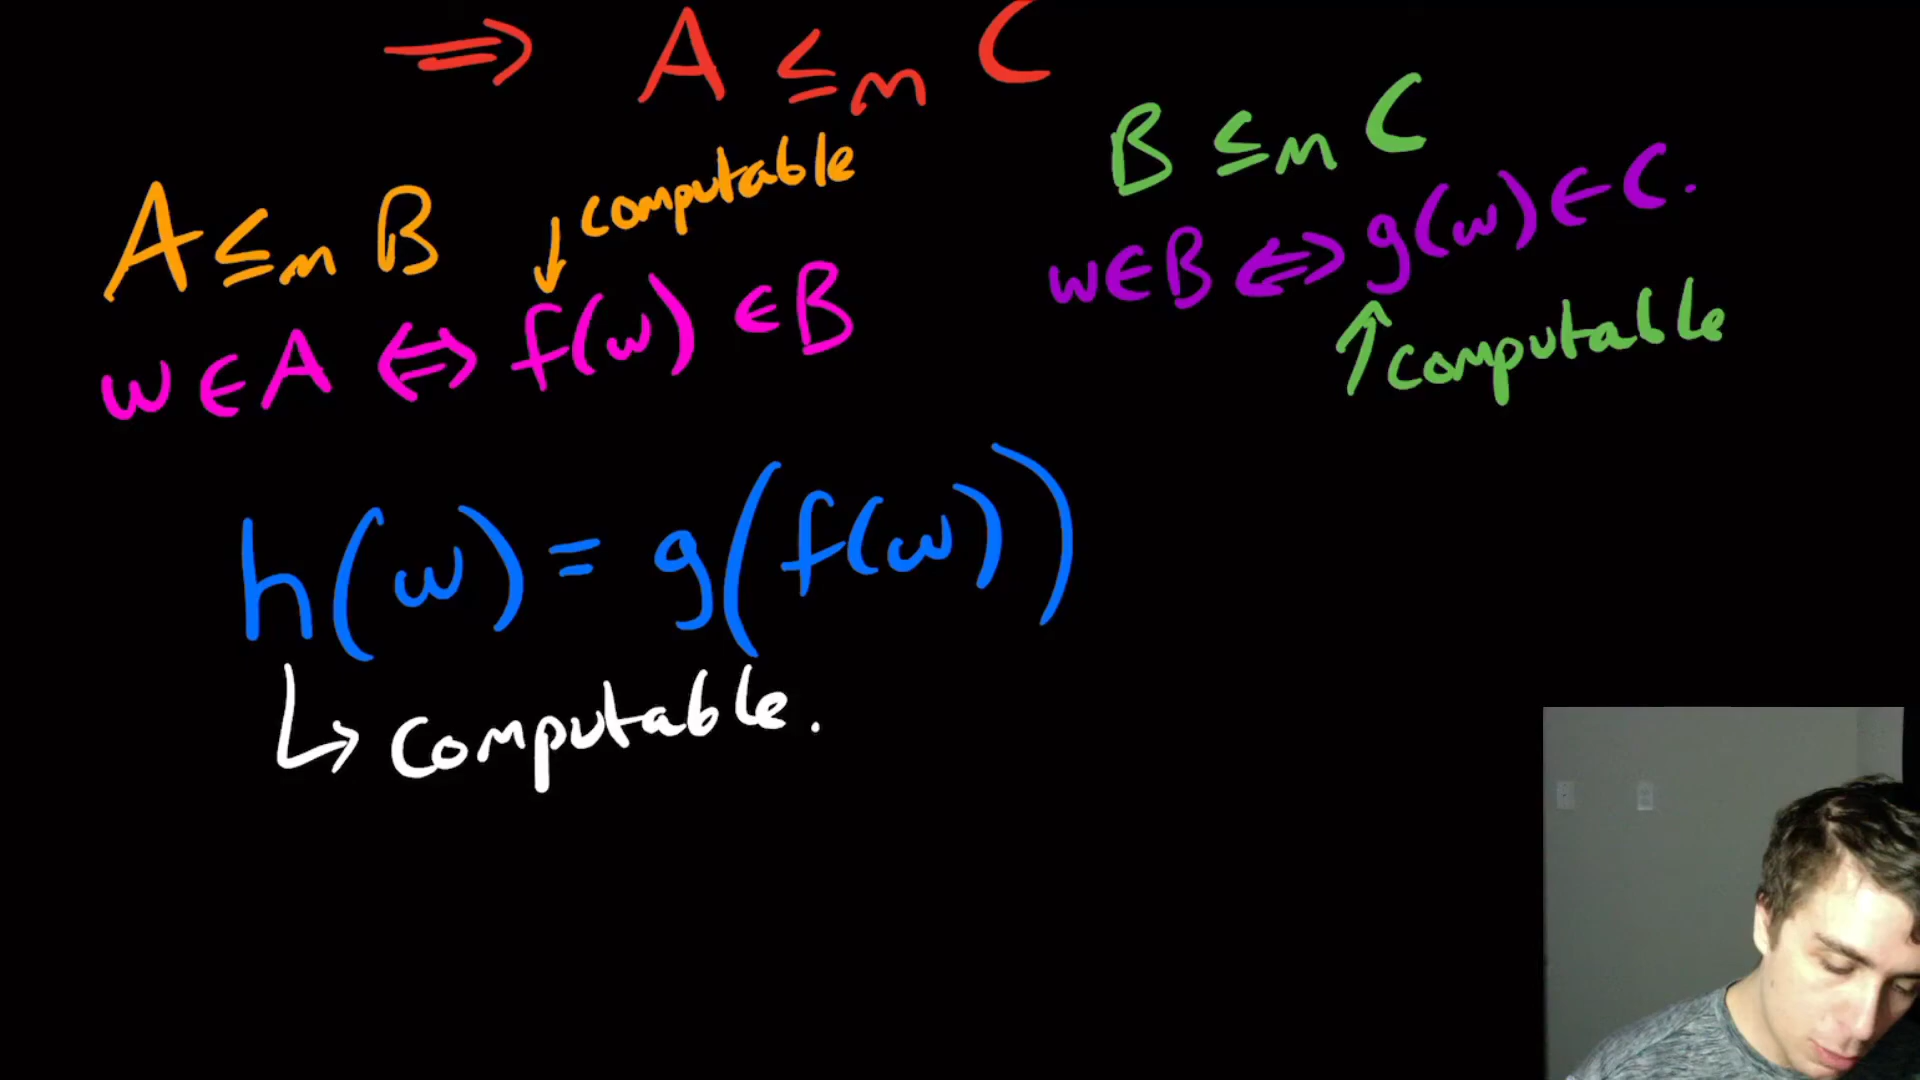 ⇒ A ≤m C
A ≤m B
↓ computable
w ∈ A ⇔ f(w) ∈ B
B ≤m C
w ∈ B ⇔ g(w) ∈ C.
↑ computable
h(w) = g(f(w))
↳ computable.